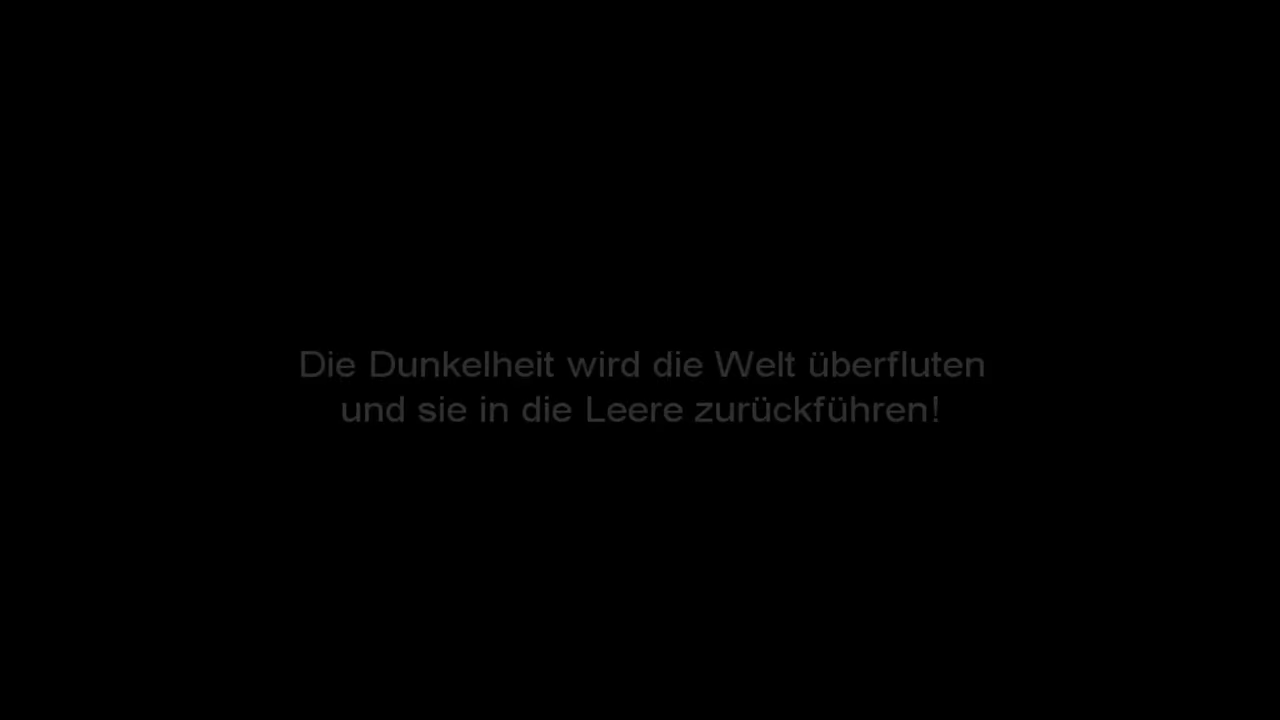 Die Dunkelheit wird die Welt überfluten
und sie in die Leere zurückführen!